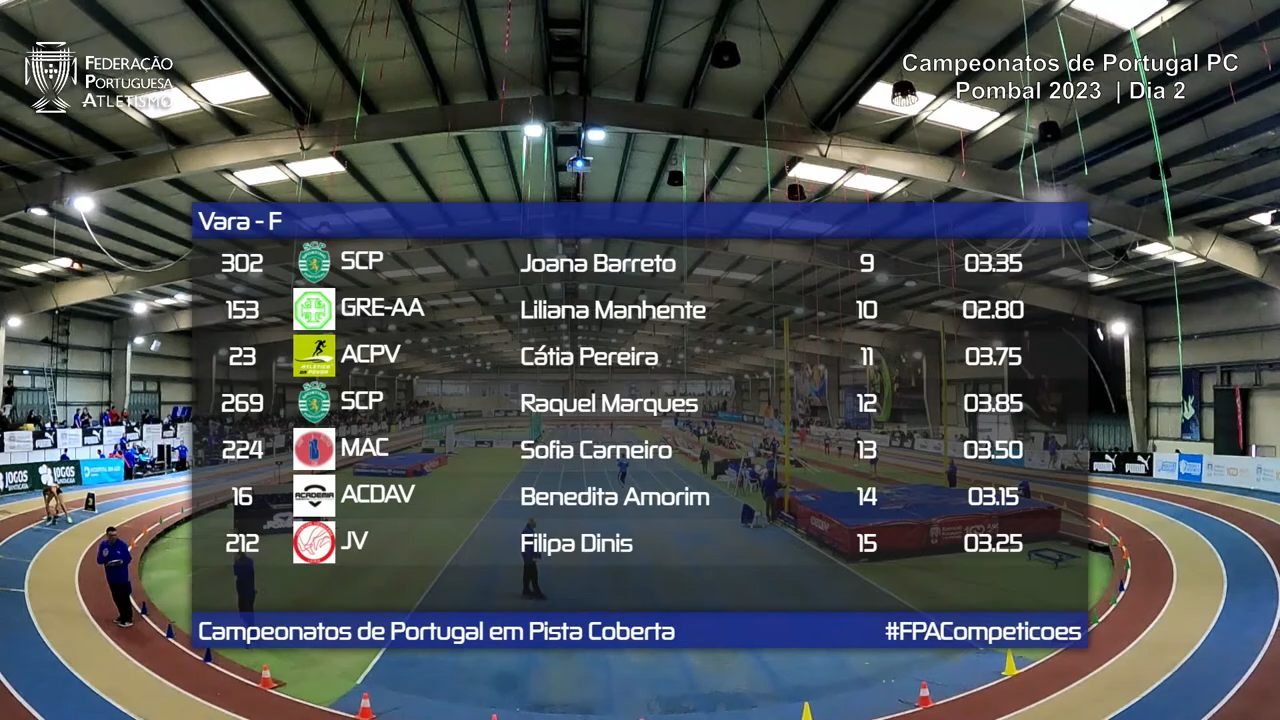 FEDERAÇÃO
PORTUGUESA
ATLETISMO
Campeonatos de Portugal PC
Pombal 2023 | Dia 2
Vara - F
302 SCP Joana Barreto 9 03.35
153 GRE-AA Liliana Manhente 10 02.80
23 ACPV Cátia Pereira 11 03.75
269 SCP Raquel Marques 12 03.85
224 MAC Sofia Carneiro 13 03.50
16 ACDAV Benedita Amorim 14 03.15
212 JV Filipa Dinis 15 03.25
Campeonatos de Portugal em Pista Coberta #FPACompeticoes
JOGOS
PUMA PUMA